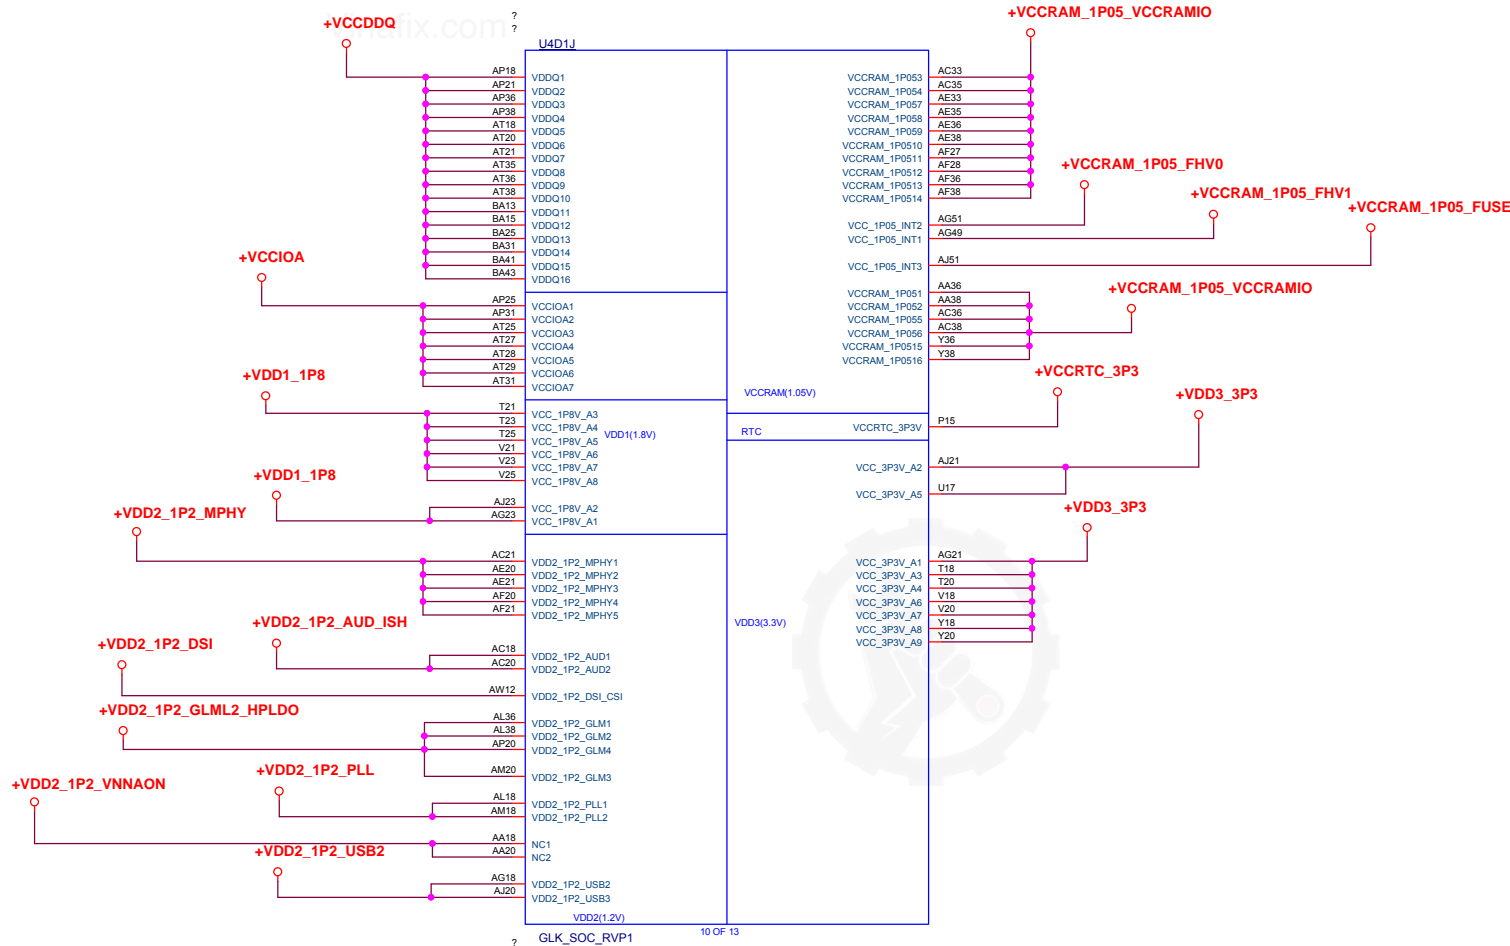 ?
?
U4D1J
+VCCDDQ
AP18 VDDQ1
AP21 VDDQ2
AP36 VDDQ3
AP38 VDDQ4
AT18 VDDQ5
AT20 VDDQ6
AT21 VDDQ7
AT35 VDDQ8
AT36 VDDQ9
AT38 VDDQ10
BA13 VDDQ11
BA15 VDDQ12
BA25 VDDQ13
BA31 VDDQ14
BA41 VDDQ15
BA43 VDDQ16
+VCCIOA
AP25 VCCIOA1
AP31 VCCIOA2
AT25 VCCIOA3
AT27 VCCIOA4
AT28 VCCIOA5
AT29 VCCIOA6
AT31 VCCIOA7
+VDD1_1P8
T21 VCC_1P8V_A3
T23 VCC_1P8V_A4
T25 VCC_1P8V_A5
V21 VCC_1P8V_A6
V23 VCC_1P8V_A7
V25 VCC_1P8V_A8
VDD1(1.8V)
+VDD1_1P8
AJ23 VCC_1P8V_A2
AG23 VCC_1P8V_A1
+VDD2_1P2_MPHY
AC21 VDD2_1P2_MPHY1
AE20 VDD2_1P2_MPHY2
AE21 VDD2_1P2_MPHY3
AF20 VDD2_1P2_MPHY4
AF21 VDD2_1P2_MPHY5
+VDD2_1P2_AUD_ISH
AC18 VDD2_1P2_AUD1
AC20 VDD2_1P2_AUD2
+VDD2_1P2_DSI
AW12 VDD2_1P2_DSI_CSI
+VDD2_1P2_GLML2_HPLDO
AL36 VDD2_1P2_GLM1
AL38 VDD2_1P2_GLM2
AP20 VDD2_1P2_GLM4
AM20 VDD2_1P2_GLM3
+VDD2_1P2_PLL
AL18 VDD2_1P2_PLL1
AM18 VDD2_1P2_PLL2
+VDD2_1P2_VNNAON
AA18 NC1
AA20 NC2
+VDD2_1P2_USB2
AG18 VDD2_1P2_USB2
AJ20 VDD2_1P2_USB3
VDD2(1.2V)
+VCCRAM_1P05_VCCRAMIO
VCCRAM_1P053 AC33
VCCRAM_1P054 AC35
VCCRAM_1P057 AE33
VCCRAM_1P058 AE35
VCCRAM_1P059 AE36
VCCRAM_1P0510 AE38
VCCRAM_1P0511 AF27
VCCRAM_1P0512 AF28
VCCRAM_1P0513 AF36
VCCRAM_1P0514 AF38
+VCCRAM_1P05_FHV0
VCC_1P05_INT2 AG51
+VCCRAM_1P05_FHV1
VCC_1P05_INT1 AG49
+VCCRAM_1P05_FUSE
VCC_1P05_INT3 AJ51
+VCCRAM_1P05_VCCRAMIO
VCCRAM_1P051 AA36
VCCRAM_1P052 AA38
VCCRAM_1P055 AC36
VCCRAM_1P056 AC38
VCCRAM_1P0515 Y36
VCCRAM_1P0516 Y38
VCCRAM(1.05V)
+VCCRTC_3P3
RTC
VCCRTC_3P3V P15
+VDD3_3P3
VCC_3P3V_A2 AJ21
VCC_3P3V_A5 U17
+VDD3_3P3
VCC_3P3V_A1 AG21
VCC_3P3V_A3 T18
VCC_3P3V_A4 T20
VCC_3P3V_A6 V18
VCC_3P3V_A7 V20
VCC_3P3V_A8 Y18
VCC_3P3V_A9 Y20
VDD3(3.3V)
10 OF 13
?
GLK_SOC_RVP1